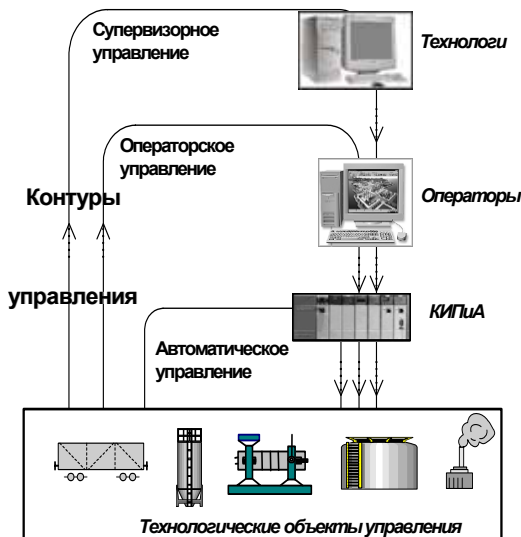 Супервизорное
управление
Технологи
Операторское
управление
Контуры
Операторы
управления
КИПиА
Автоматическое
управление
Технологические объекты управления